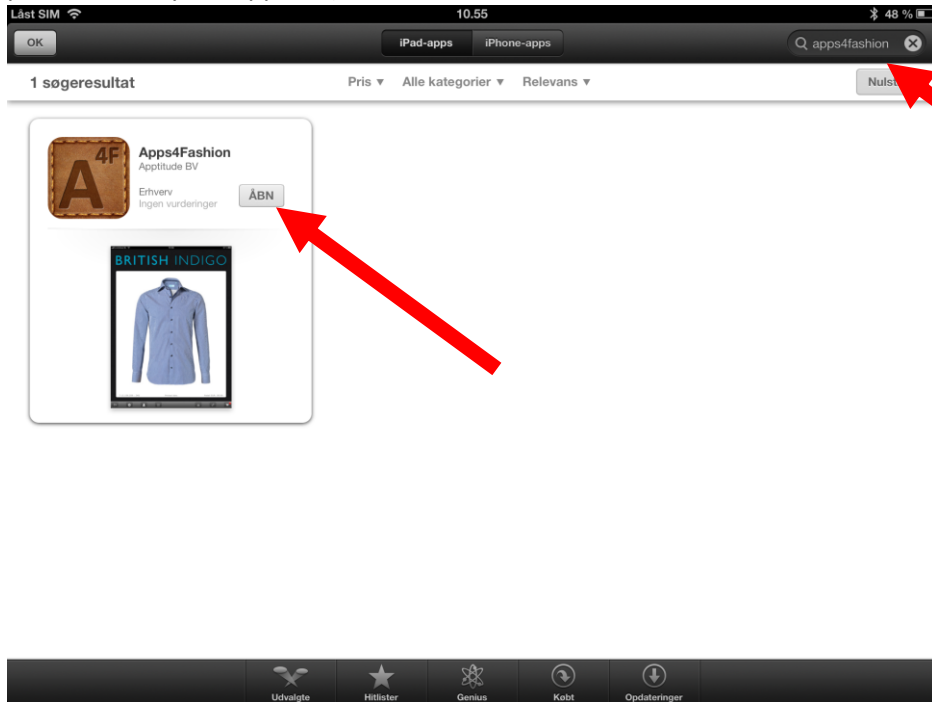 Låst SIM 10.55 48 %
OK iPad-apps iPhone-apps apps4fashion
1 søgeresultat Pris Alle kategorier Relevans Nulst
4F
A
Apps4Fashion
Apptitude BV
Erhverv
Ingen vurderinger
ÅBN
BRITISH INDIGO
Udvalgte Hitlister Genius Købt Opdateringer